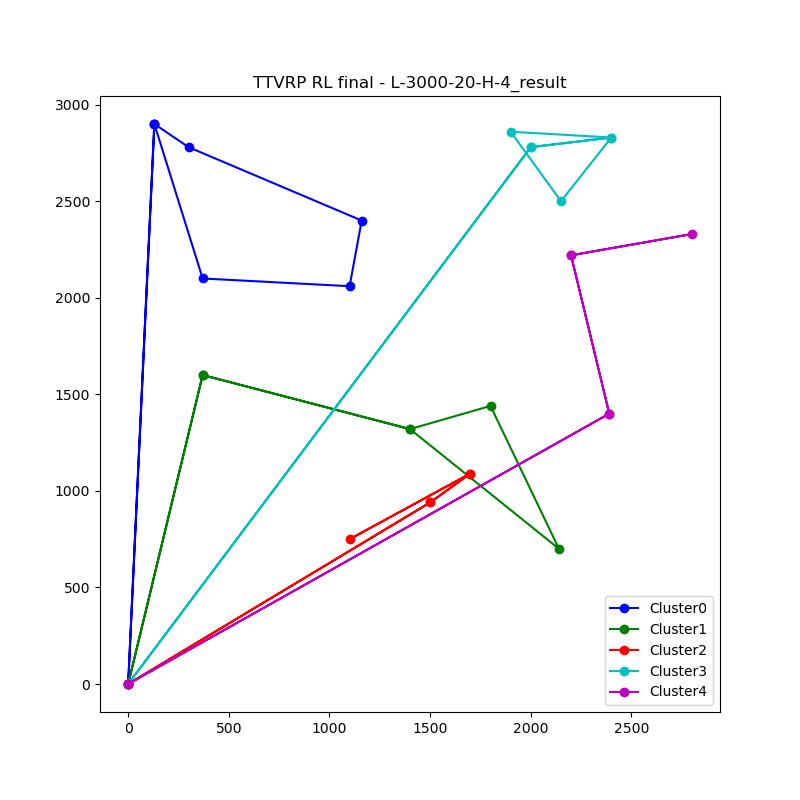 TTVRP RL final - L-3000-20-H-4_result
3000
2500
2000
1500
1000
500
0
0 500 1000 1500 2000 2500
Cluster0
Cluster1
Cluster2
Cluster3
Cluster4